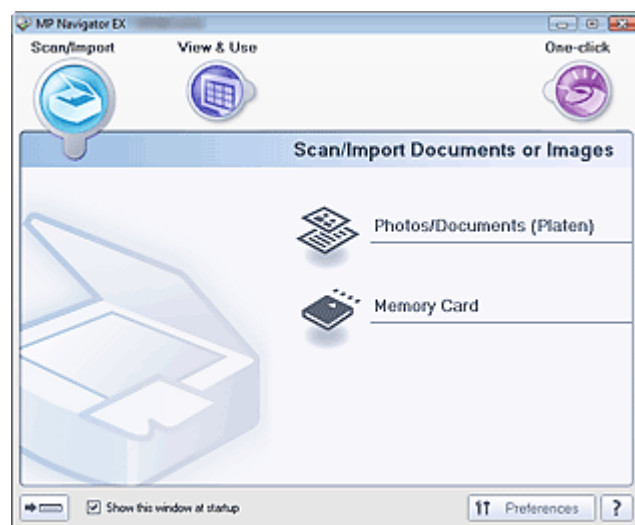 MP Navigator EX
Scan/Import
View & Use
One-click
Scan/Import Documents or Images
Photos/Documents (Platen)
Memory Card
Show this window at startup
Preferences
?